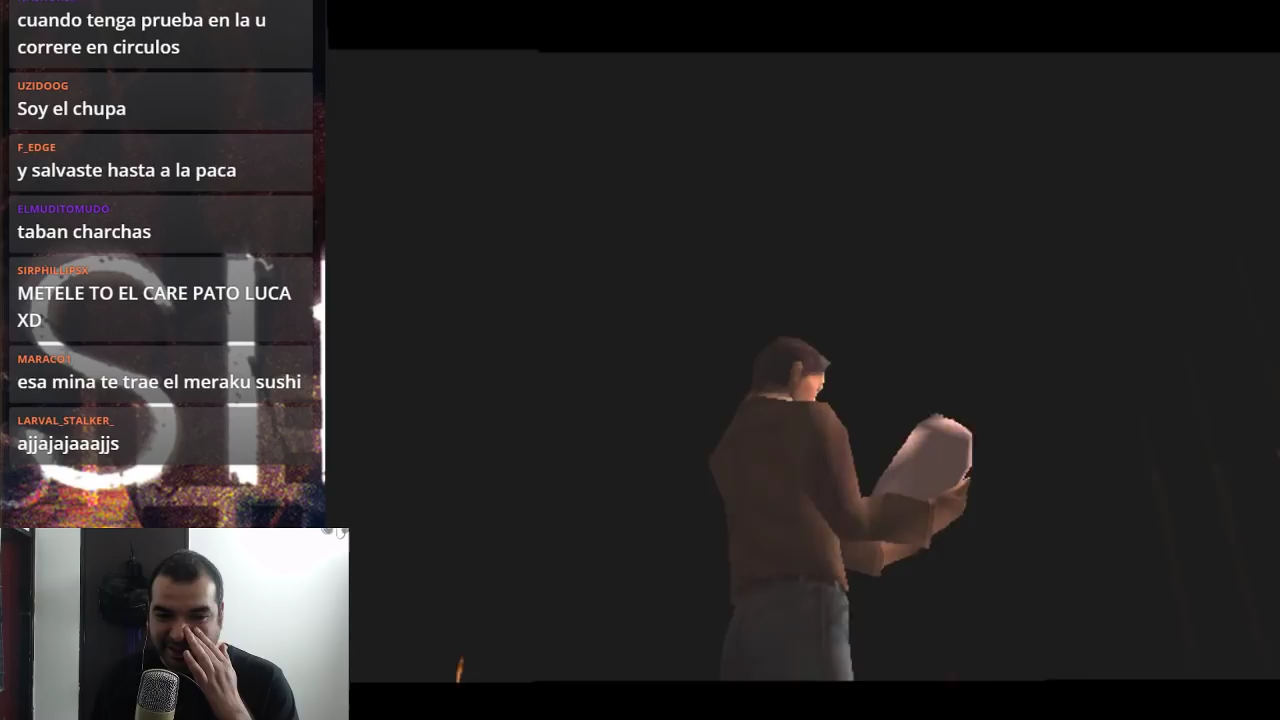 cuando tenga prueba en la u
correre en circulos
UZIDOOG
Soy el chupa
F_EDGE
y salvaste hasta a la paca
ELMUDITOMUDO
taban charchas
SIRPHILLIPSX
METELE TO EL CARE PATO LUCA
XD
MARACO1
esa mina te trae el meraku sushi
LARVAL_STALKER_
ajjajajaaajjs
SI